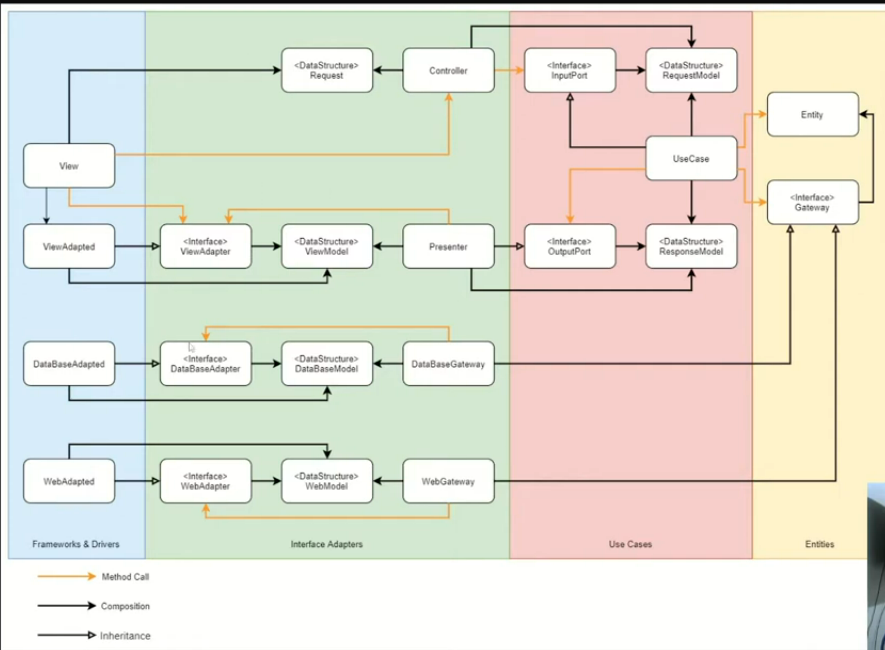 <DataStructure>
Request
Controller
<Interface>
InputPort
<DataStructure>
RequestModel
Entity
View
UseCase
<Interface>
Gateway
ViewAdapted
<Interface>
ViewAdapter
<DataStructure>
ViewModel
Presenter
<Interface>
OutputPort
<DataStructure>
ResponseModel
DataBaseAdapted
<Interface>
DataBaseAdapter
<DataStructure>
DataBaseModel
DataBaseGateway
WebAdapted
<Interface>
WebAdapter
<DataStructure>
WebModel
WebGateway
Frameworks & Drivers
Interface Adapters
Use Cases
Entities
Method Call
Composition
Inheritance